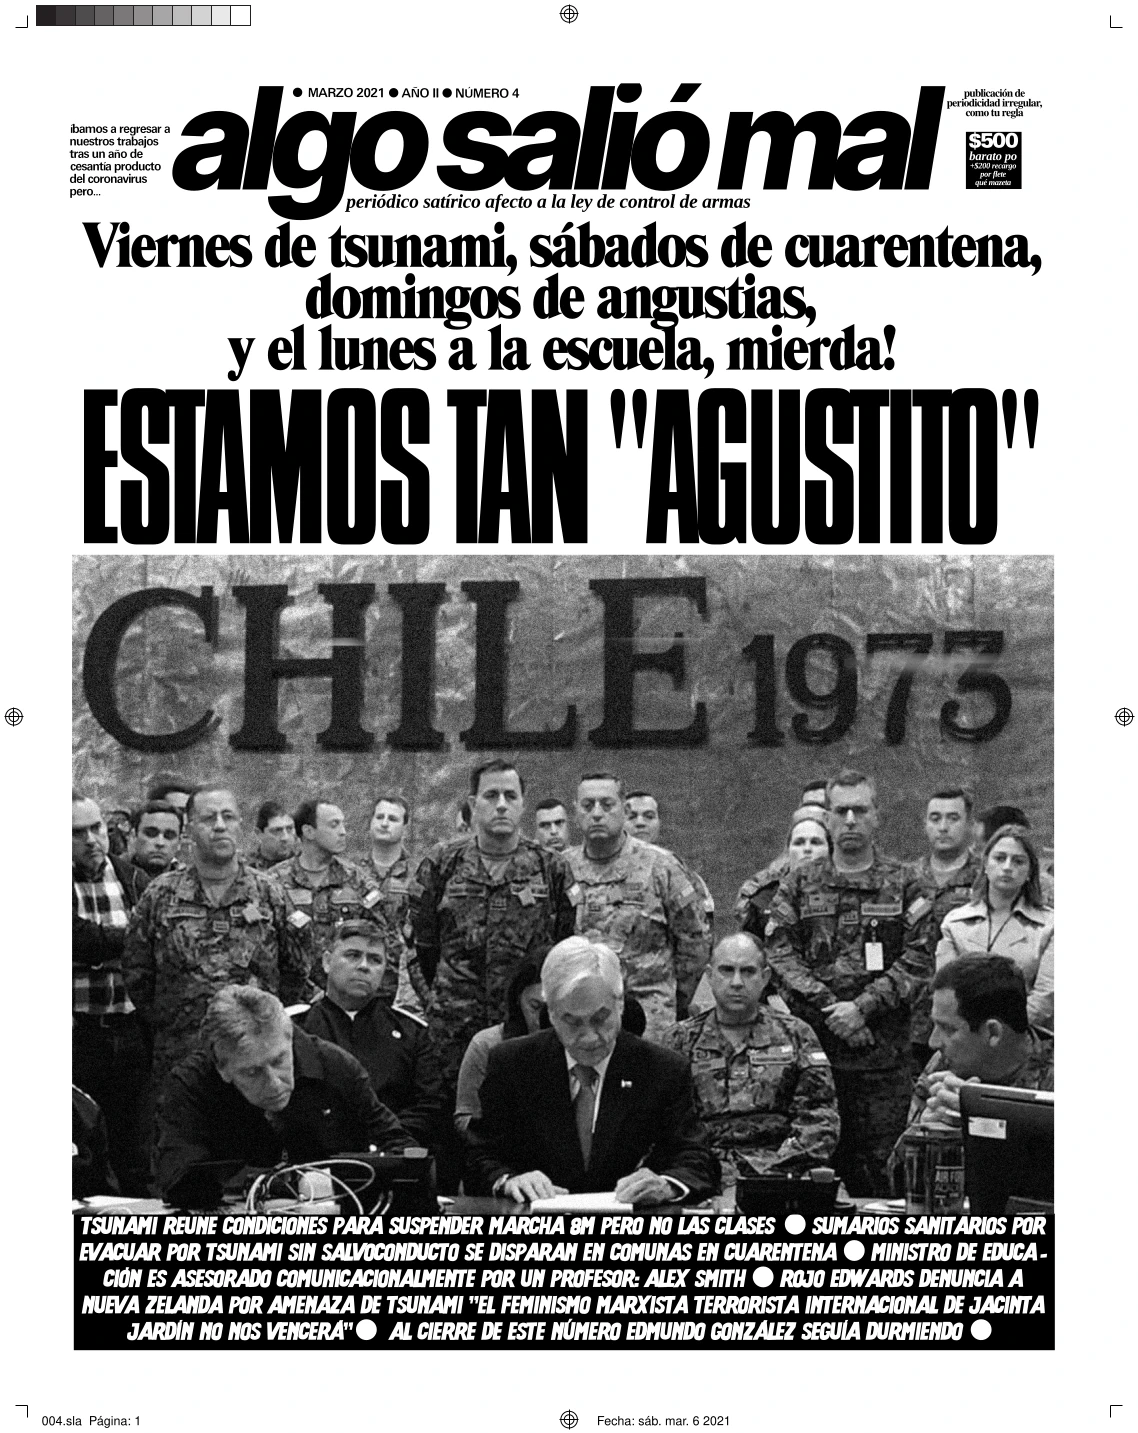 ● MARZO 2021 ● AÑO II ● NÚMERO 4
íbamos a regresar a
nuestros trabajos
tras un año de
cesantía producto
del coronavirus
pero...
algo salió mal
publicación de
periodicidad irregular,
como tu regla
$500
barato po
+$200 recargo
por flete
qué mazeta
periódico satírico afecto a la ley de control de armas
Viernes de tsunami, sábados de cuarentena,
domingos de angustias,
y el lunes a la escuela, mierda!
ESTAMOS TAN "AGUSTITO"
CHILE 1973
TSUNAMI REUNE CONDICIONES PARA SUSPENDER MARCHA 8M PERO NO LAS CLASES ● SUMARIOS SANITARIOS POR
EVACUAR POR TSUNAMI SIN SALVOCONDUCTO SE DISPARAN EN COMUNAS EN CUARENTENA ● MINISTRO DE EDUCA-
CIÓN ES ASESORADO COMUNICACIONALMENTE POR UN PROFESOR: ALEX SMITH ● ROJO EDWARDS DENUNCIA A
NUEVA ZELANDA POR AMENAZA DE TSUNAMI "EL FEMINISMO MARXISTA TERRORISTA INTERNACIONAL DE JACINTA
JARDÍN NO NOS VENCERÁ" ● AL CIERRE DE ESTE NÚMERO EDMUNDO GONZÁLEZ SEGUÍA DURMIENDO ●
004.sla Página: 1
Fecha: sáb. mar. 6 2021